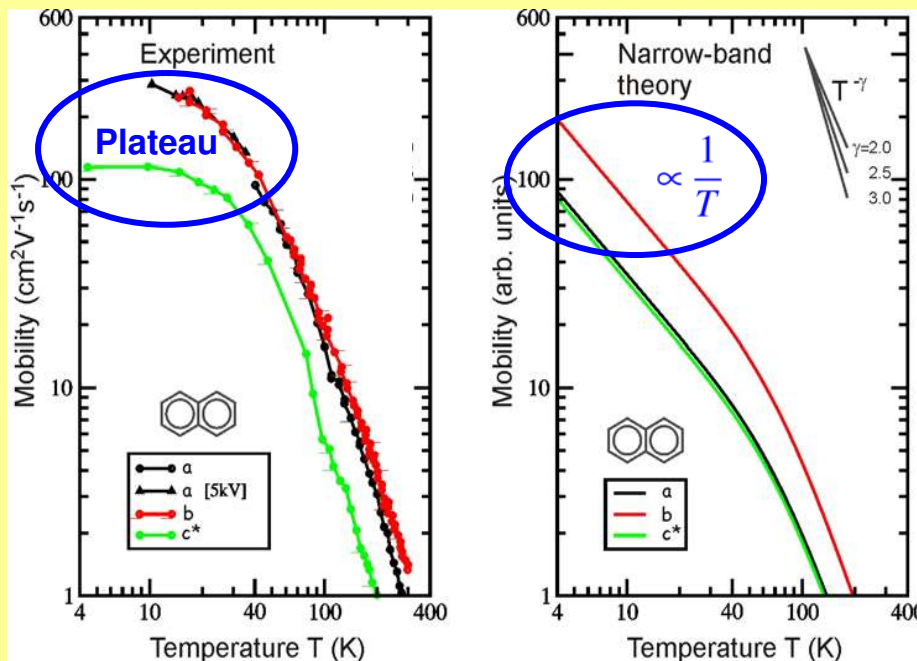 Experiment
Plateau
Mobility (cm²V⁻¹s⁻¹)
600
100
10
1
a
a [5kV]
b
c*
4 10 40 100 400
Temperature T (K)
Narrow-band
theory
T⁻ᵞ
γ=2.0
2.5
3.0
∝ 1/T
Mobility (arb. units)
600
100
10
1
a
b
c*
4 10 40 100 400
Temperature T (K)